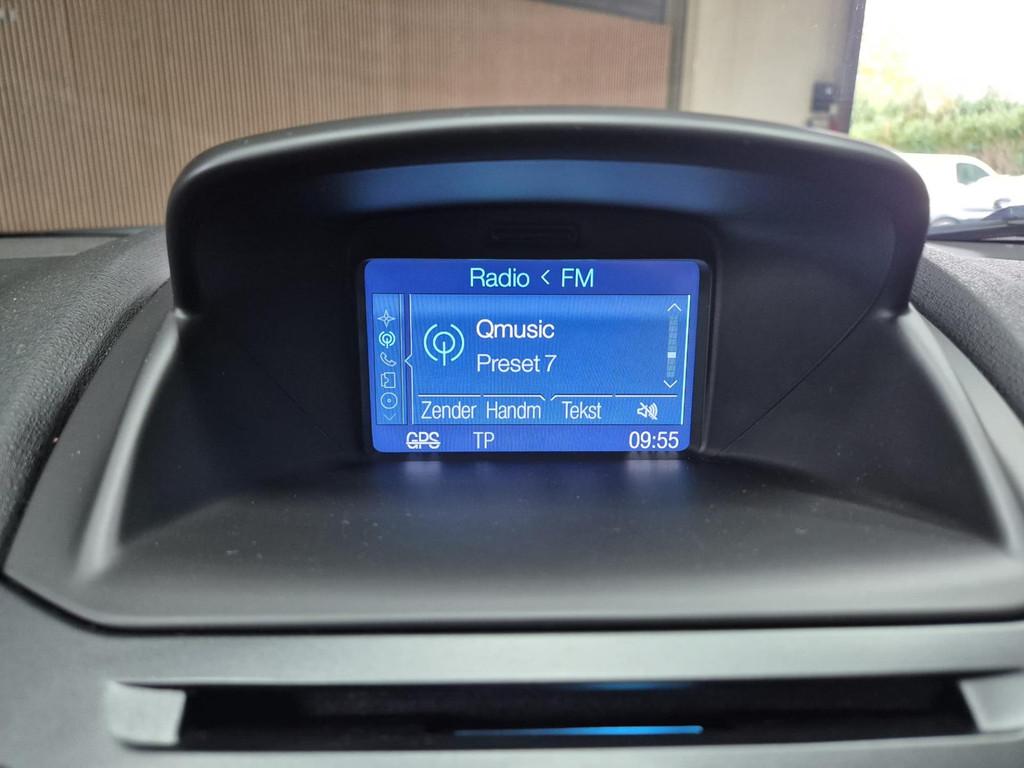 Radio < FM
Qmusic
Preset 7
Zender Handm Tekst
GPS TP 09:55